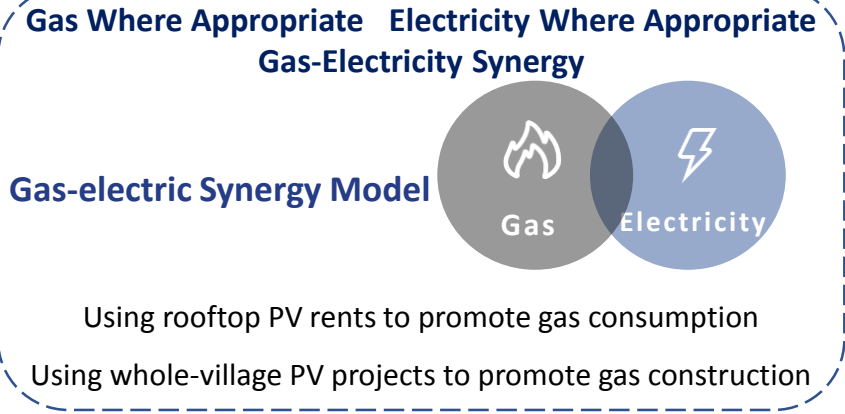 Gas Where Appropriate Electricity Where Appropriate
Gas-Electricity Synergy
Gas-electric Synergy Model
Gas
Electricity
Using rooftop PV rents to promote gas consumption
Using whole-village PV projects to promote gas construction